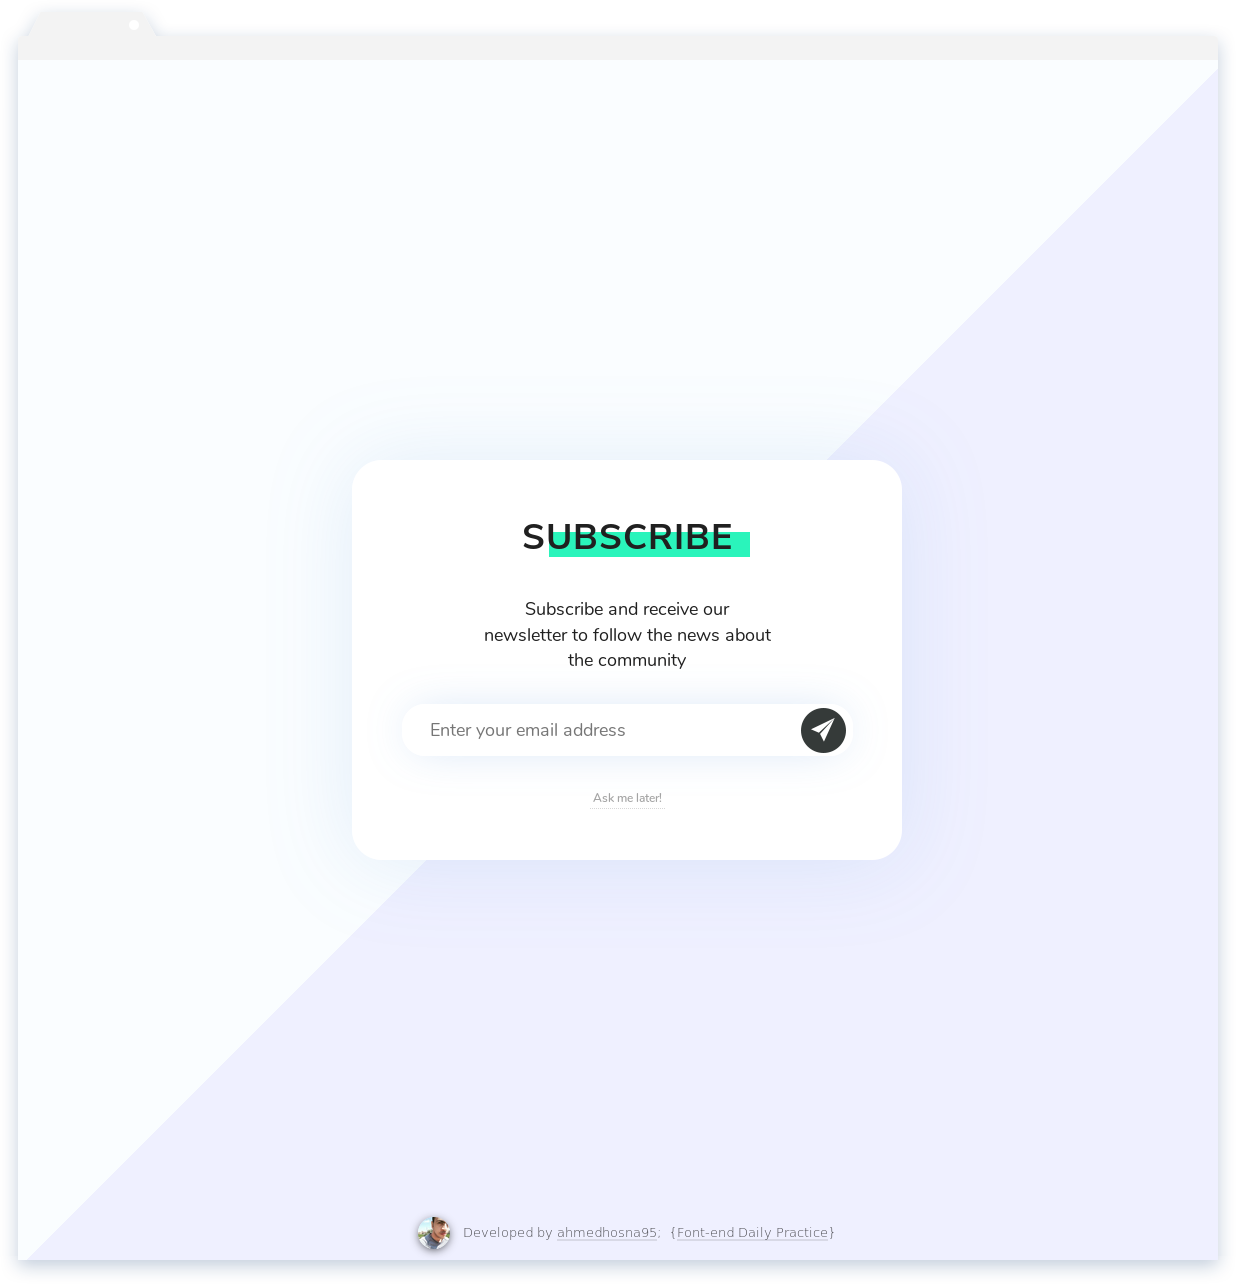 SUBSCRIBE
Subscribe and receive our
newsletter to follow the news about
the community
Enter your email address
Ask me later!
Developed by ahmedhosna95; {Font-end Daily Practice}